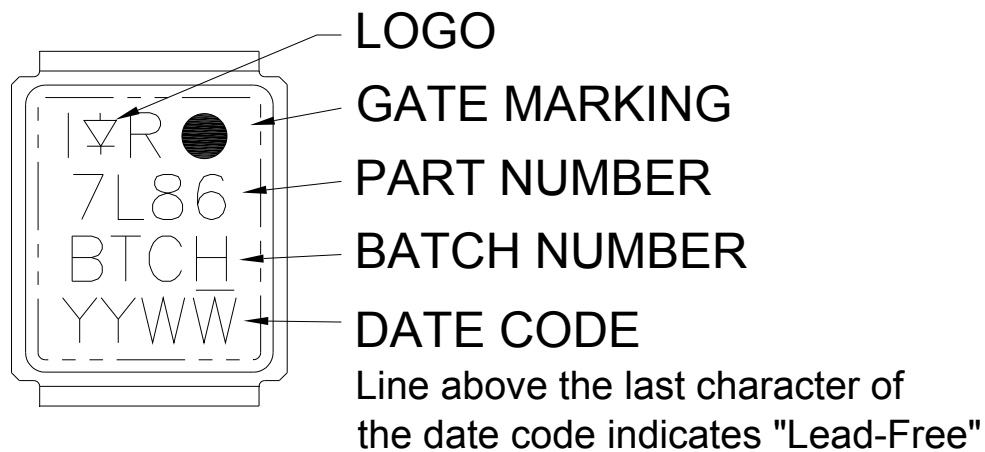 LOGO
I R
GATE MARKING
7L86
PART NUMBER
BTCH
BATCH NUMBER
YYWW
DATE CODE
Line above the last character of
the date code indicates "Lead-Free"